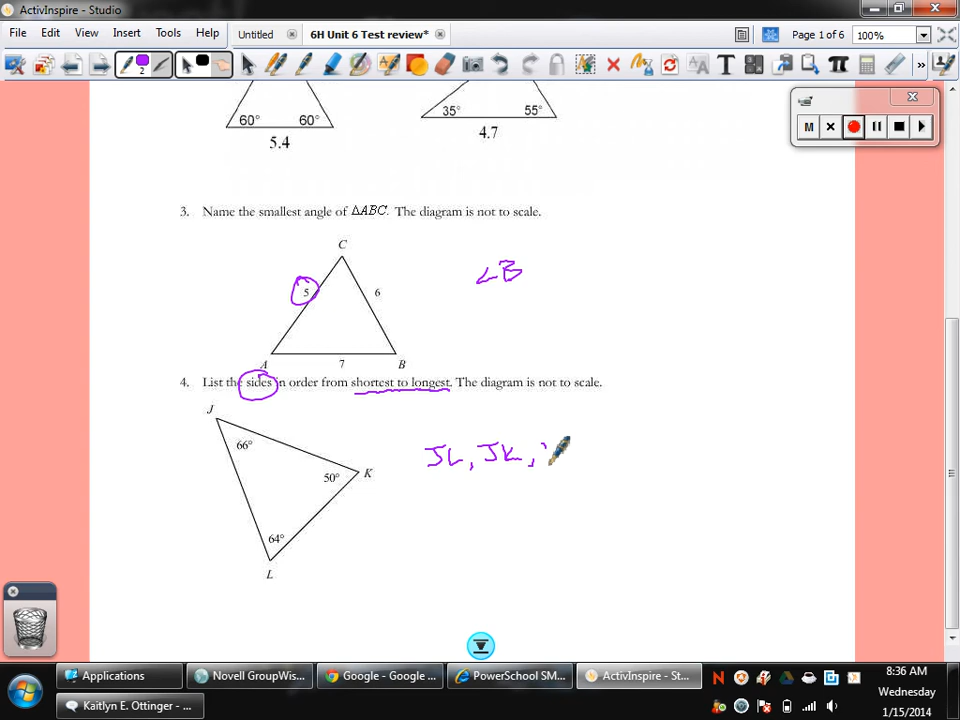 ActivInspire - Studio
File Edit View Insert Tools Help Untitled 6H Unit 6 Test review* Page 1 of 6 100%
2 T π »
M
60° 60° 35° 55°
5.4 4.7
3. Name the smallest angle of ΔABC. The diagram is not to scale.
C
∠B
5 6
A 7 B
4. List the sides in order from shortest to longest. The diagram is not to scale.
J
66°
JL, JK,
50° K
64°
L
Applications Novell GroupWis... Google - Google ... PowerSchool SM... ActivInspire - St...
Kaitlyn E. Ottinger - ...
8:36 AM
Wednesday
1/15/2014